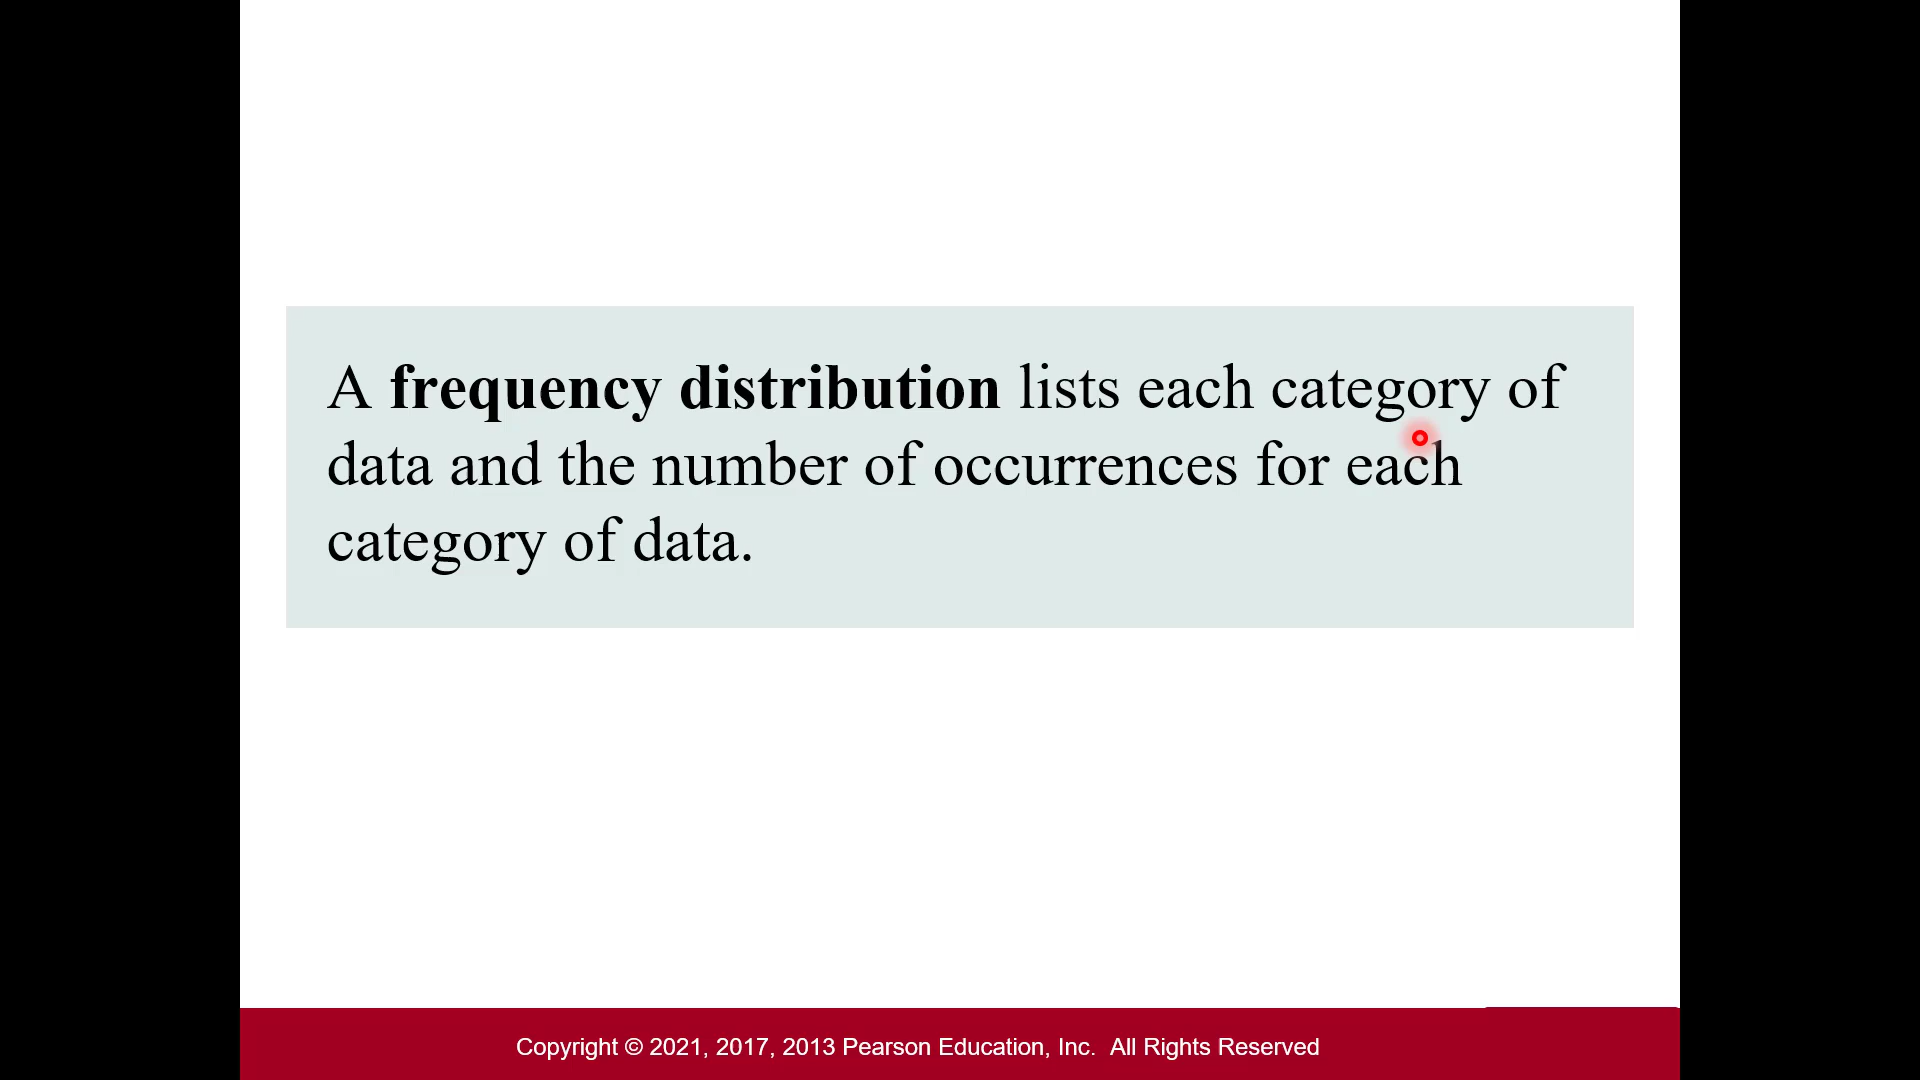 A frequency distribution lists each category of
data and the number of occurrences for each
category of data.
Copyright © 2021, 2017, 2013 Pearson Education, Inc.  All Rights Reserved